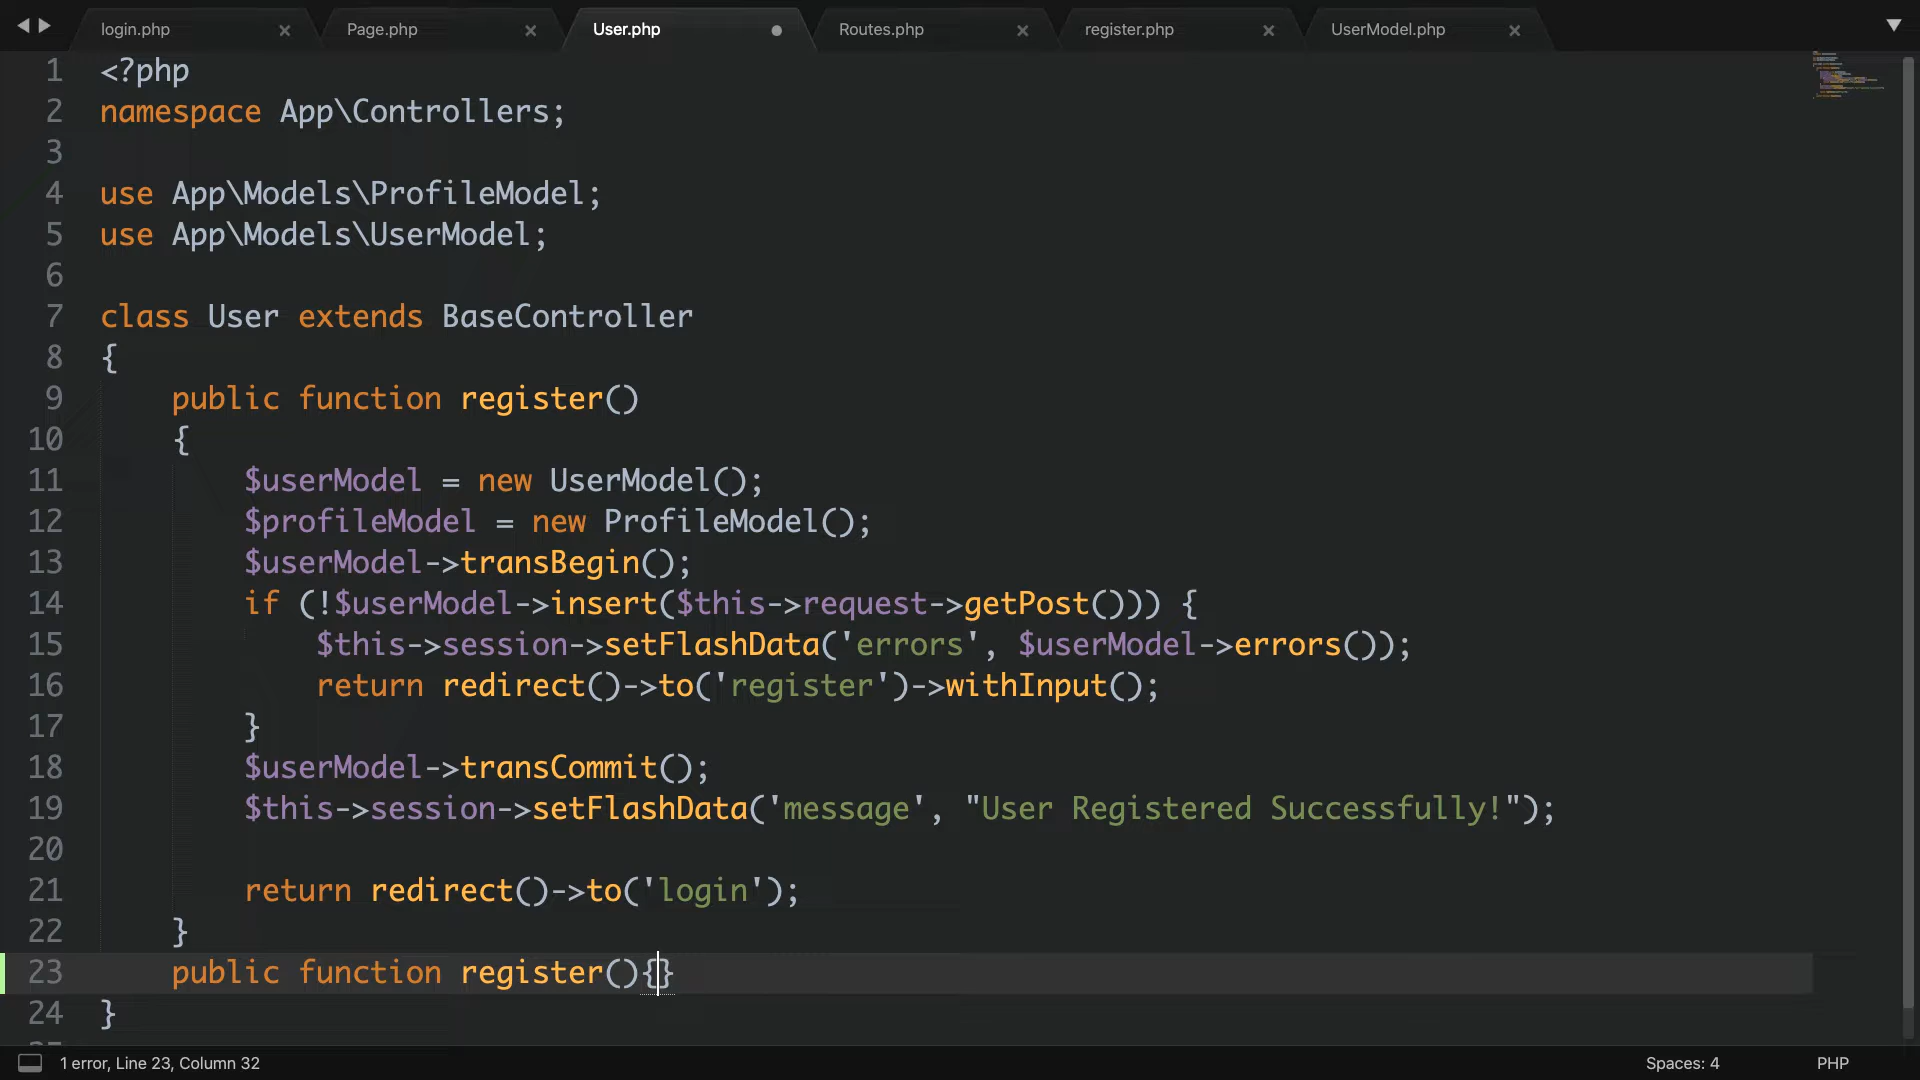 login.php × Page.php × User.php Routes.php × register.php × UserModel.php ×
1 <?php
2 namespace App\Controllers;
3
4 use App\Models\ProfileModel;
5 use App\Models\UserModel;
6
7 class User extends BaseController
8 {
9 public function register()
10 {
11 $userModel = new UserModel();
12 $profileModel = new ProfileModel();
13 $userModel->transBegin();
14 if (!$userModel->insert($this->request->getPost())) {
15 $this->session->setFlashData('errors', $userModel->errors());
16 return redirect()->to('register')->withInput();
17 }
18 $userModel->transCommit();
19 $this->session->setFlashData('message', "User Registered Successfully!");
20
21 return redirect()->to('login');
22 }
23 public function register(){}
24 }
1 error, Line 23, Column 32 Spaces: 4 PHP